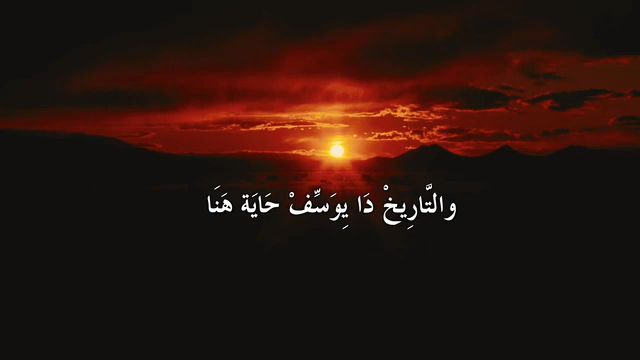 والتَّارِيخْ دَا يِوَسِّفْ حَايَة هَنَا